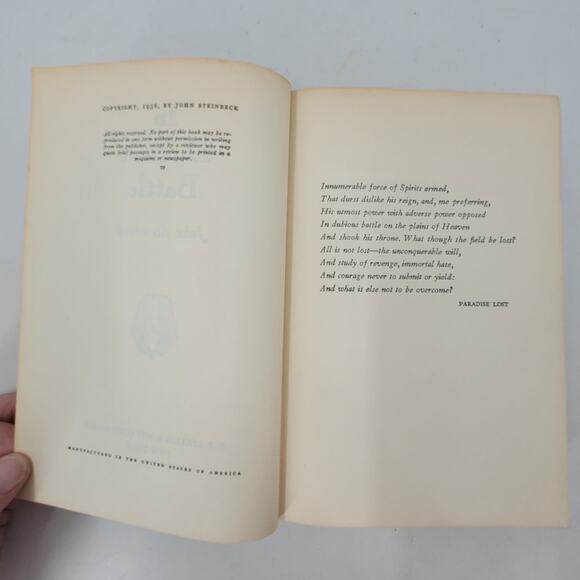 COPYRIGHT, 1936, BY JOHN STEINBECK
All rights reserved. No part of this book may be re-
produced in any form without permission in writing
from the publisher, except by a reviewer who may
quote brief passages in a review to be printed in a
magazine or newspaper.
MANUFACTURED IN THE UNITED STATES OF AMERICA
Innumerable force of Spirits armed,
That durst dislike his reign, and, me preferring,
His utmost power with adverse power opposed
In dubious battle on the plains of Heaven
And shook his throne. What though the field be lost?
All is not lost—the unconquerable will,
And study of revenge, immortal hate,
And courage never to submit or yield:
And what is else not to be overcome?
PARADISE LOST